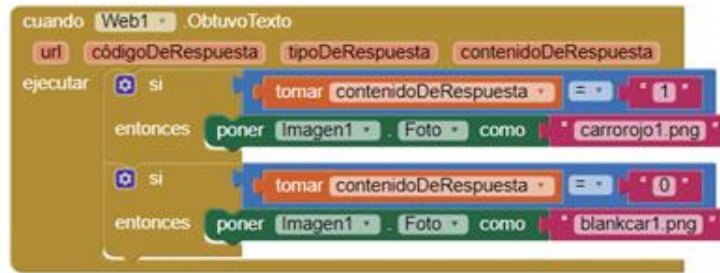 cuando Web1 .ObtuvoTexto
url códigoDeRespuesta tipoDeRespuesta contenidoDeRespuesta
ejecutar si tomar contenidoDeRespuesta = " 1 "
entonces poner Imagen1 . Foto como " carrorojo1.png "
si tomar contenidoDeRespuesta = " 0 "
entonces poner Imagen1 . Foto como " blankcar1.png "